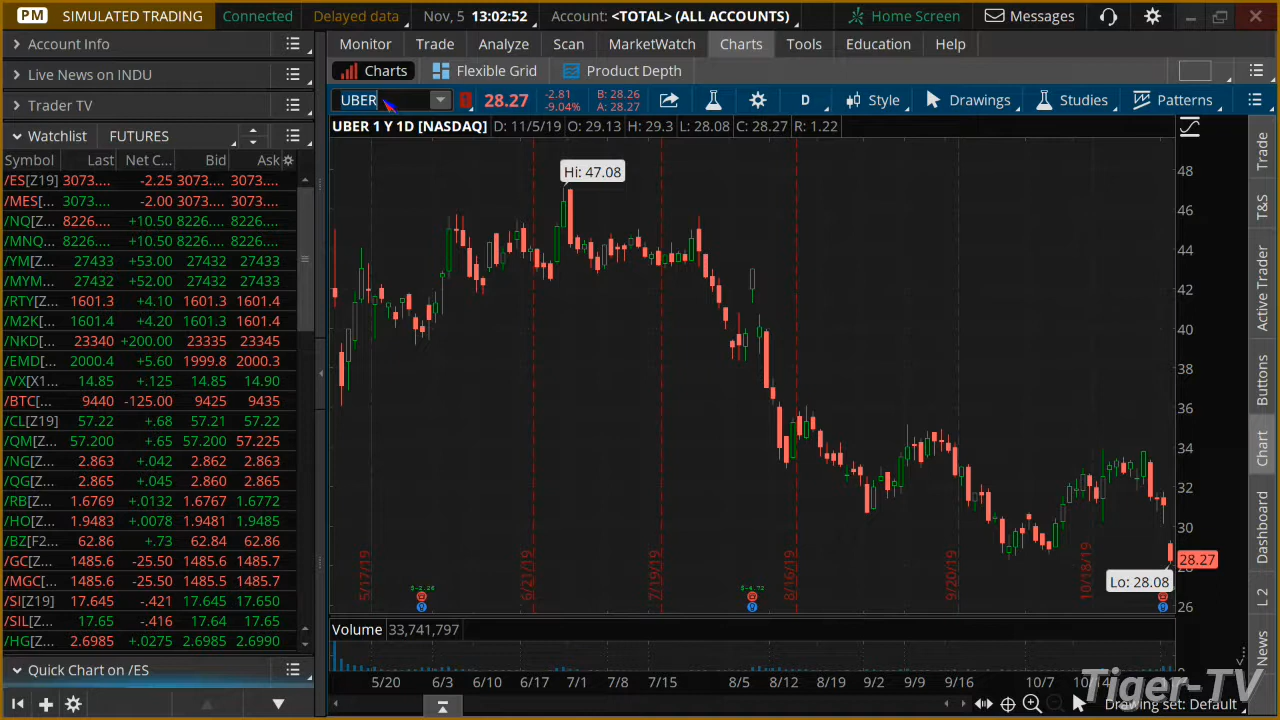 PM SIMULATED TRADING Connected Delayed data Nov, 5 13:02:52 Account: <TOTAL> (ALL ACCOUNTS) Home Screen Messages
Account Info
Live News on INDU
Trader TV
Watchlist FUTURES
Symbol Last Net C... Bid Ask
/ES[Z19] 3073.... -2.25 3073.... 3073....
/MES[... 3073.... -2.00 3073.... 3073....
/NQ[Z... 8226.... +10.50 8226.... 8226....
/MNQ... 8226.... +10.50 8226.... 8226....
/YM[Z... 27433 +53.00 27432 27433
/MYM... 27432 +52.00 27432 27433
/RTY[Z... 1601.3 +4.10 1601.3 1601.4
/M2K[... 1601.4 +4.20 1601.3 1601.4
/NKD[... 23340 +200.00 23335 23345
/EMD[... 2000.4 +5.60 1999.8 2000.3
/VX[X1... 14.85 +.125 14.85 14.90
/BTC[... 9440 -125.00 9425 9435
/CL[Z19] 57.22 +.68 57.21 57.22
/QM[Z... 57.200 +.65 57.200 57.225
/NG[Z... 2.863 +.042 2.862 2.863
/QG[Z... 2.865 +.045 2.860 2.865
/RB[Z... 1.6769 +.0132 1.6767 1.6772
/HO[Z... 1.9483 +.0078 1.9481 1.9485
/BZ[F2... 62.86 +.73 62.84 62.86
/GC[Z... 1485.6 -25.50 1485.6 1485.7
/MGC[... 1485.5 -25.50 1485.6 1485.7
/SI[Z19] 17.645 -.421 17.645 17.650
/SIL[Z... 17.65 -.416 17.64 17.65
/HG[Z... 2.6985 +.0275 2.6985 2.6990
Quick Chart on /ES
Monitor Trade Analyze Scan MarketWatch Charts Tools Education Help
Charts Flexible Grid Product Depth
UBER 28.27 -2.81 -9.04% B: 28.26 A: 28.27 D Style Drawings Studies Patterns
UBER 1 Y 1D [NASDAQ] D: 11/5/19 O: 29.13 H: 29.3 L: 28.08 C: 28.27 R: 1.22
Hi: 47.08
48
46
44
42
40
38
36
34
32
30
28.27
Lo: 28.08
26
5/17/19 6/21/19 7/19/19 8/16/19 9/20/19 10/18/19
Volume 33,741,797
5/20 6/3 6/10 6/17 7/1 7/8 7/15 8/5 8/12 8/19 9/2 9/9 9/16 10/7
Drawing set: Default
Trade
T&S
Active Trader
Buttons
Chart
Dashboard
L 2
News
Tiger-TV